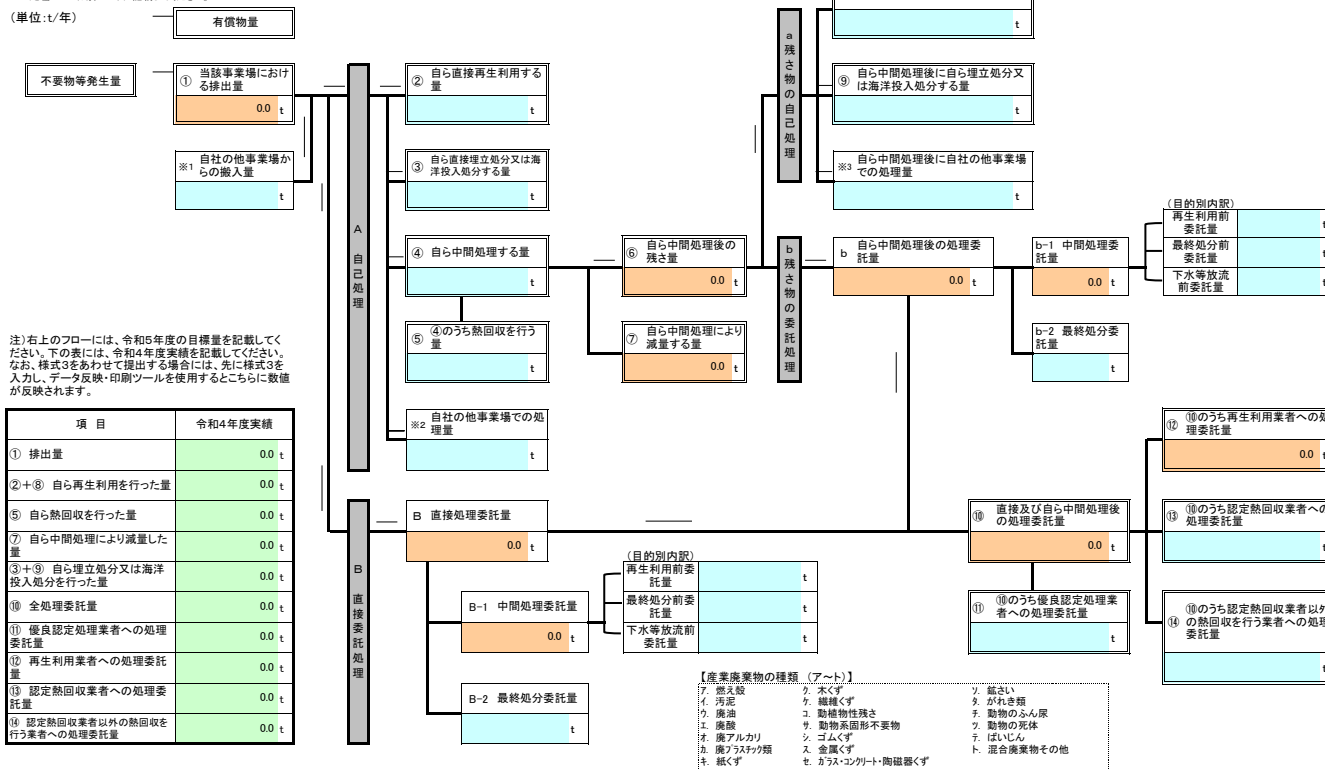 （単位:t/年）
有償物量
不要物等発生量
① 当該事業場におけ
る排出量
0.0 t
※1 自社の他事業場か
らの搬入量
t
A 自己処理
② 自ら直接再生利用する
量
t
③ 自ら直接埋立処分又は海
洋投入処分する量
t
④ 自ら中間処理する量
t
⑤ ④のうち熱回収を行う
量
t
※2 自社の他事業場での処
理量
t
⑥ 自ら中間処理後の
残さ量
0.0 t
⑦ 自ら中間処理により
減量する量
0.0 t
a 残さ物の自己処理
t
⑨ 自ら中間処理後に自ら埋立処分又
は海洋投入処分する量
t
※3 自ら中間処理後に自社の他事業場
での処理量
t
b 残さ物の委託処理
b 自ら中間処理後の処理委
託量
0.0 t
b-1 中間処理委
託量
0.0 t
（目的別内訳）
再生利用前
委託量
t
最終処分前
委託量
t
下水等放流
前委託量
t
b-2 最終処分委
託量
t
注）右上のフローには、令和5年度の目標量を記載してく
ださい。下の表には、令和4年度実績を記載してください。
なお、様式3をあわせて提出する場合には、先に様式3を
入力し、データ反映・印刷ツールを使用するとこちらに数値
が反映されます。
項 目 令和4年度実績
① 排出量 0.0 t
②+⑧ 自ら再生利用を行った量 0.0 t
⑤ 自ら熱回収を行った量 0.0 t
⑦ 自ら中間処理により減量した
量 0.0 t
③+⑨ 自ら埋立処分又は海洋
投入処分を行った量 0.0 t
⑩ 全処理委託量 0.0 t
⑪ 優良認定処理業者への処理
委託量 0.0 t
⑫ 再生利用業者への処理委託
量 0.0 t
⑬ 認定熱回収業者への処理委
託量 0.0 t
⑭ 認定熱回収業者以外の熱回収を
行う業者への処理委託量 0.0 t
B 直接委託処理
B 直接処理委託量
0.0 t
B-1 中間処理委託量
0.0 t
（目的別内訳）
再生利用前委
託量
t
最終処分前委
託量
t
下水等放流前
委託量
t
B-2 最終処分委託量
t
⑩ 直接及び自ら中間処理後
の処理委託量
0.0 t
⑪ ⑩のうち優良認定処理業
者への処理委託量
t
⑫ ⑩のうち再生利用業者への処
理委託量
0.0 t
⑬ ⑩のうち認定熱回収業者への
処理委託量
t
⑭ ⑩のうち認定熱回収業者以外
の熱回収を行う業者への処理
委託量
t
【産業廃棄物の種類 （ア～ト）】
ア. 燃え殻 ク. 木くず ソ. 鉱さい
イ. 汚泥 ケ. 繊維くず タ. がれき類
ウ. 廃油 コ. 動植物性残さ チ. 動物のふん尿
エ. 廃酸 サ. 動物系固形不要物 ツ. 動物の死体
オ. 廃アルカリ シ. ゴムくず テ. ばいじん
カ. 廃プラスチック類 ス. 金属くず ト. 混合廃棄物その他
キ. 紙くず セ. ガラス・コンクリート・陶磁器くず